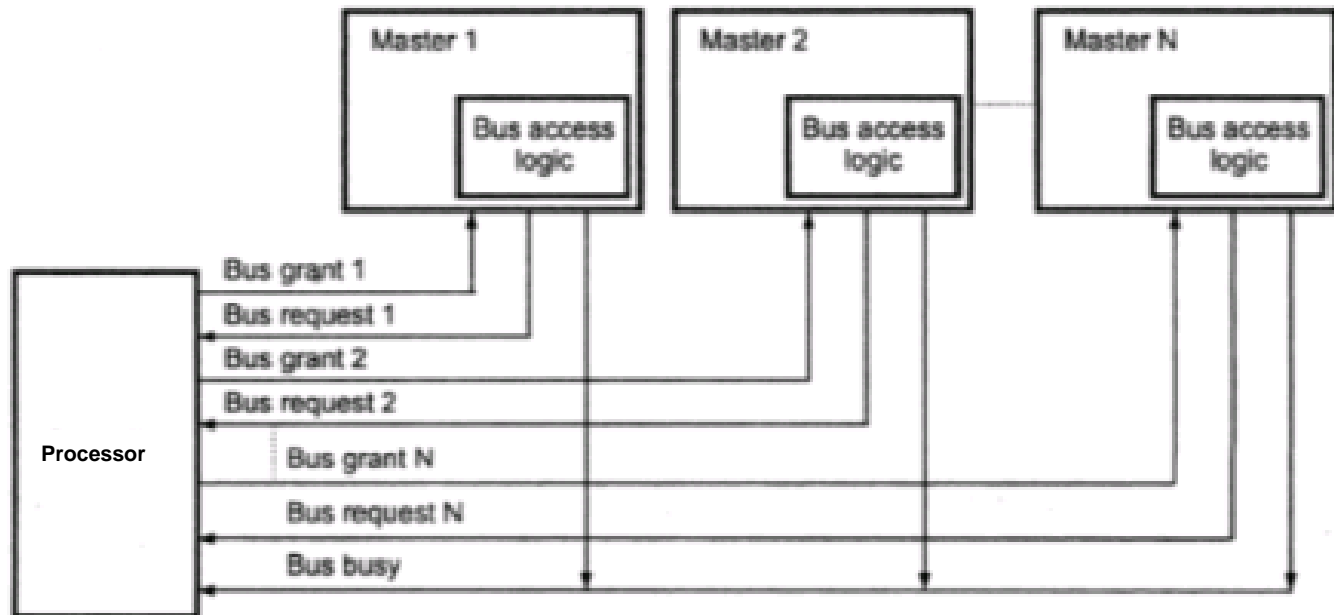 Master 1
Master 2
Master N
Bus access
logic
Bus access
logic
Bus access
logic
Bus grant 1
Bus request 1
Bus grant 2
Bus request 2
Processor
Bus grant N
Bus request N
Bus busy